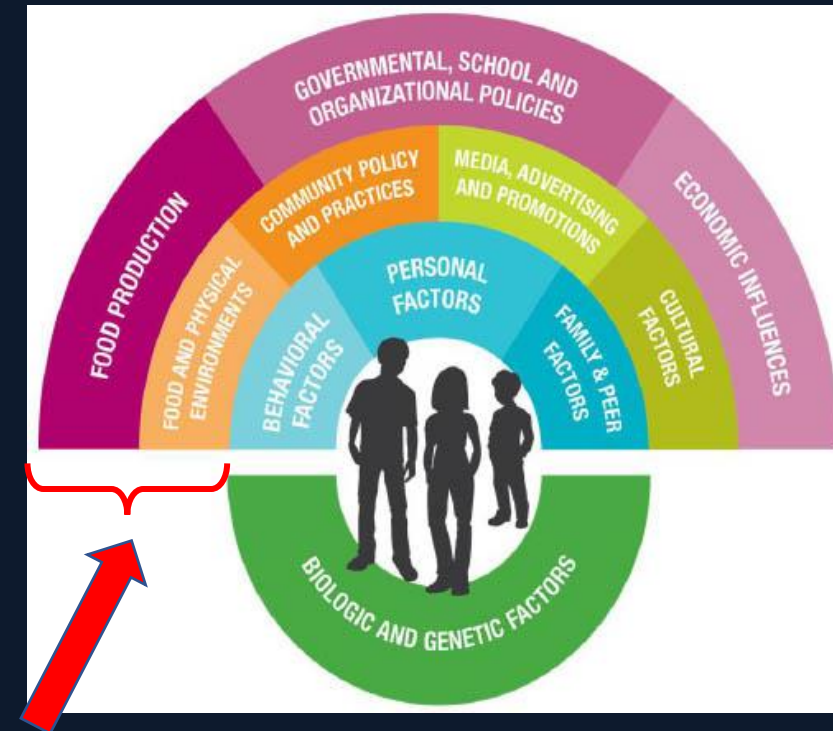 GOVERNMENTAL, SCHOOL AND
ORGANIZATIONAL POLICIES
FOOD PRODUCTION
ECONOMIC INFLUENCES
COMMUNITY POLICY
AND PRACTICES
MEDIA, ADVERTISING
AND PROMOTIONS
FOOD AND PHYSICAL
ENVIRONMENTS
CULTURAL
FACTORS
BEHAVIORAL
FACTORS
PERSONAL
FACTORS
FAMILY & PEER
FACTORS
BIOLOGIC AND GENETIC FACTORS